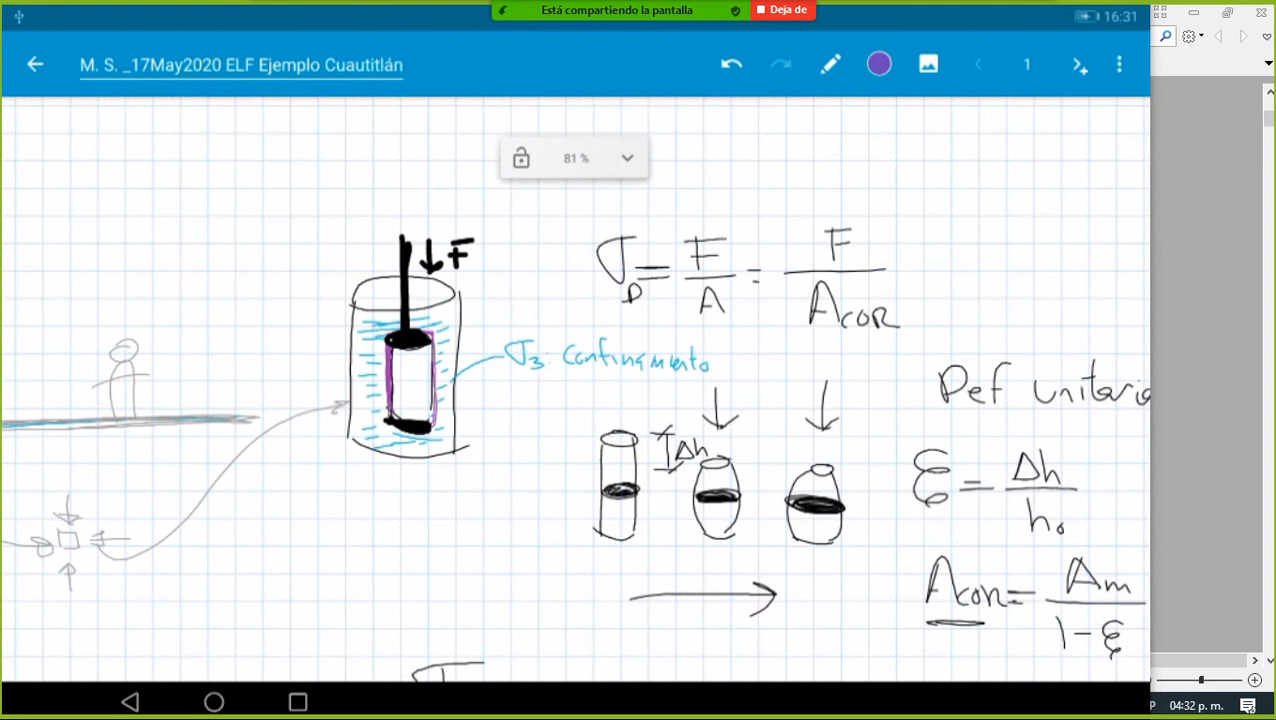 Está compartiendo la pantalla
Deja de
16:31
M. S. _17May2020 ELF Ejemplo Cuautitlán
1
81 %
F
σD = F/A = F/Acor
σ3: Confinamiento
Def unitaria
Δh
ε = Δh/h₀
Acor = Am/1-ε
P 04:32 p. m.